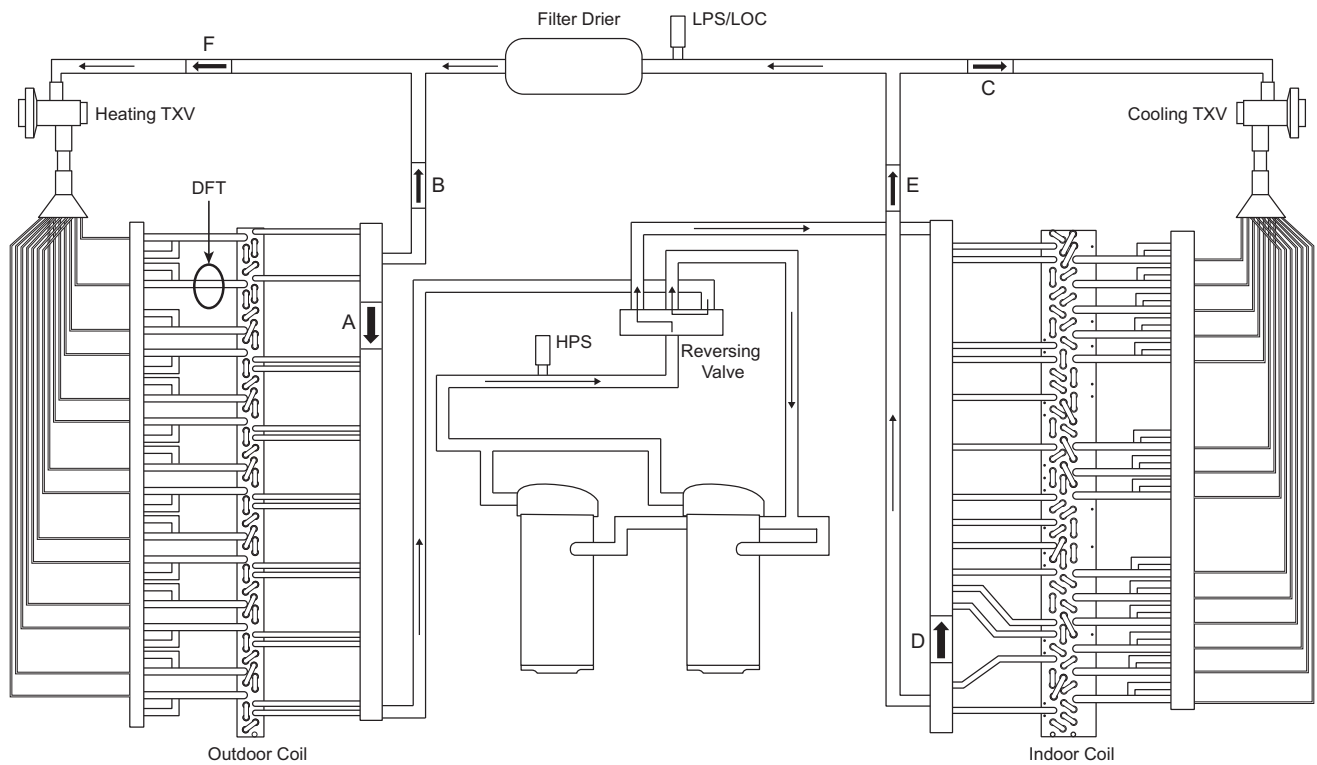 Filter Drier
LPS/LOC
F
C
Heating TXV
Cooling TXV
DFT
B
E
A
HPS
Reversing
Valve
D
Outdoor Coil
Indoor Coil